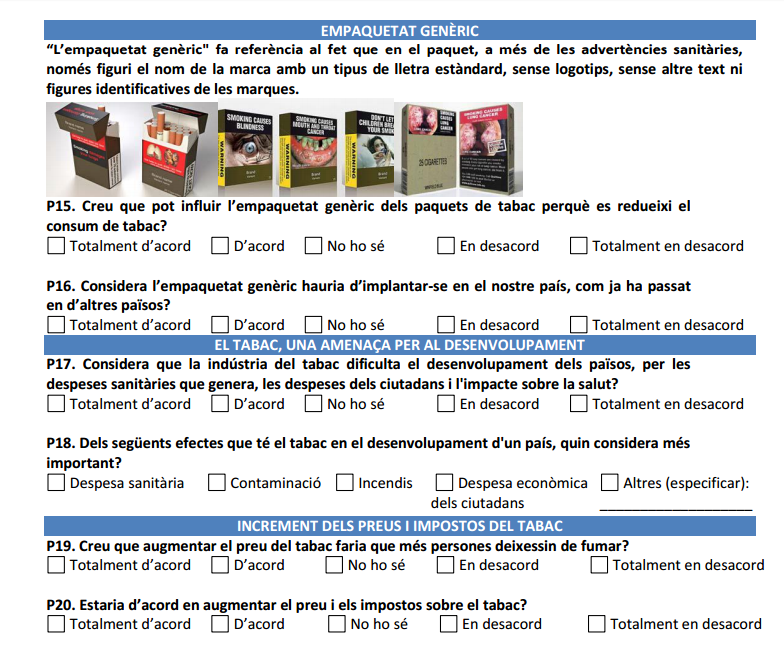 EMPAQUETAT GENÈRIC
“L’empaquetat genèric" fa referència al fet que en el paquet, a més de les advertències sanitàries,
només figuri el nom de la marca amb un tipus de lletra estàndard, sense logotips, sense altre text ni
figures identificatives de les marques.
SMOKING CAUSES BLINDNESS
WARNING
SMOKING CAUSES MOUTH AND THROAT CANCER
WARNING
DON'T LET CHILDREN BRE
YOUR SMOK
WARNING
25 CIGARETTES
SMOKING CAUSES LUNG CANCER
SMOKING CAUSES LUNG CANCER
P15. Creu que pot influir l’empaquetat genèric dels paquets de tabac perquè es redueixi el
consum de tabac?
Totalment d’acord D’acord No ho sé En desacord Totalment en desacord
P16. Considera l’empaquetat genèric hauria d’implantar-se en el nostre país, com ja ha passat
en d’altres països?
Totalment d’acord D’acord No ho sé En desacord Totalment en desacord
EL TABAC, UNA AMENAÇA PER AL DESENVOLUPAMENT
P17. Considera que la indústria del tabac dificulta el desenvolupament dels països, per les
despeses sanitàries que genera, les despeses dels ciutadans i l'impacte sobre la salut?
Totalment d’acord D’acord No ho sé En desacord Totalment en desacord
P18. Dels següents efectes que té el tabac en el desenvolupament d'un país, quin considera més
important?
Despesa sanitària Contaminació Incendis Despesa econòmica Altres (especificar):
dels ciutadans ____________________
INCREMENT DELS PREUS I IMPOSTOS DEL TABAC
P19. Creu que augmentar el preu del tabac faria que més persones deixessin de fumar?
Totalment d’acord D’acord No ho sé En desacord Totalment en desacord
P20. Estaria d’acord en augmentar el preu i els impostos sobre el tabac?
Totalment d’acord D’acord No ho sé En desacord Totalment en desacord